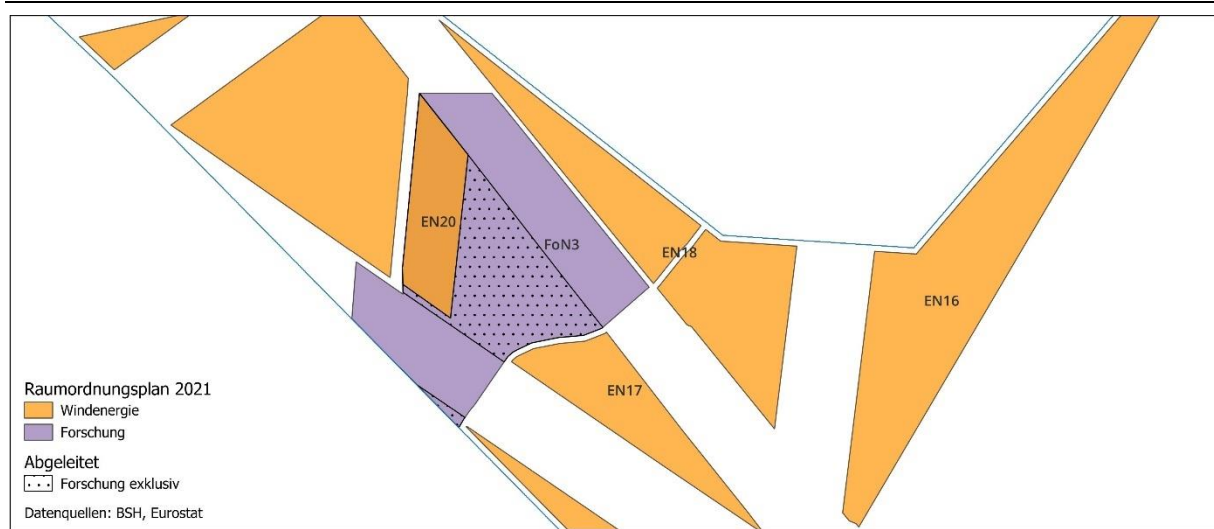 EN20
FoN3
EN18
EN16
EN17
Raumordnungsplan 2021
Windenergie
Forschung
Abgeleitet
Forschung exklusiv
Datenquellen: BSH, Eurostat